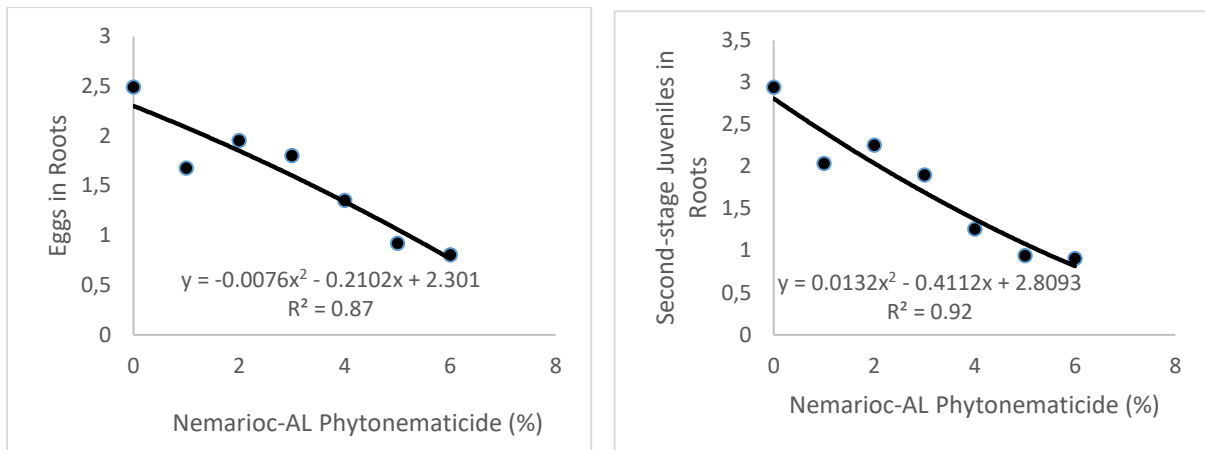 3
2,5
2
1,5
1
0,5
0
Eggs in Roots
y = -0.0076x² - 0.2102x + 2.301
R² = 0.87
0 2 4 6 8
Nemarioc-AL Phytonematicide (%)
3,5
3
2,5
2
1,5
1
0,5
0
Second-stage Juveniles in
Roots
y = 0.0132x² - 0.4112x + 2.8093
R² = 0.92
0 2 4 6 8
Nemarioc-AL Phytonematicide (%)